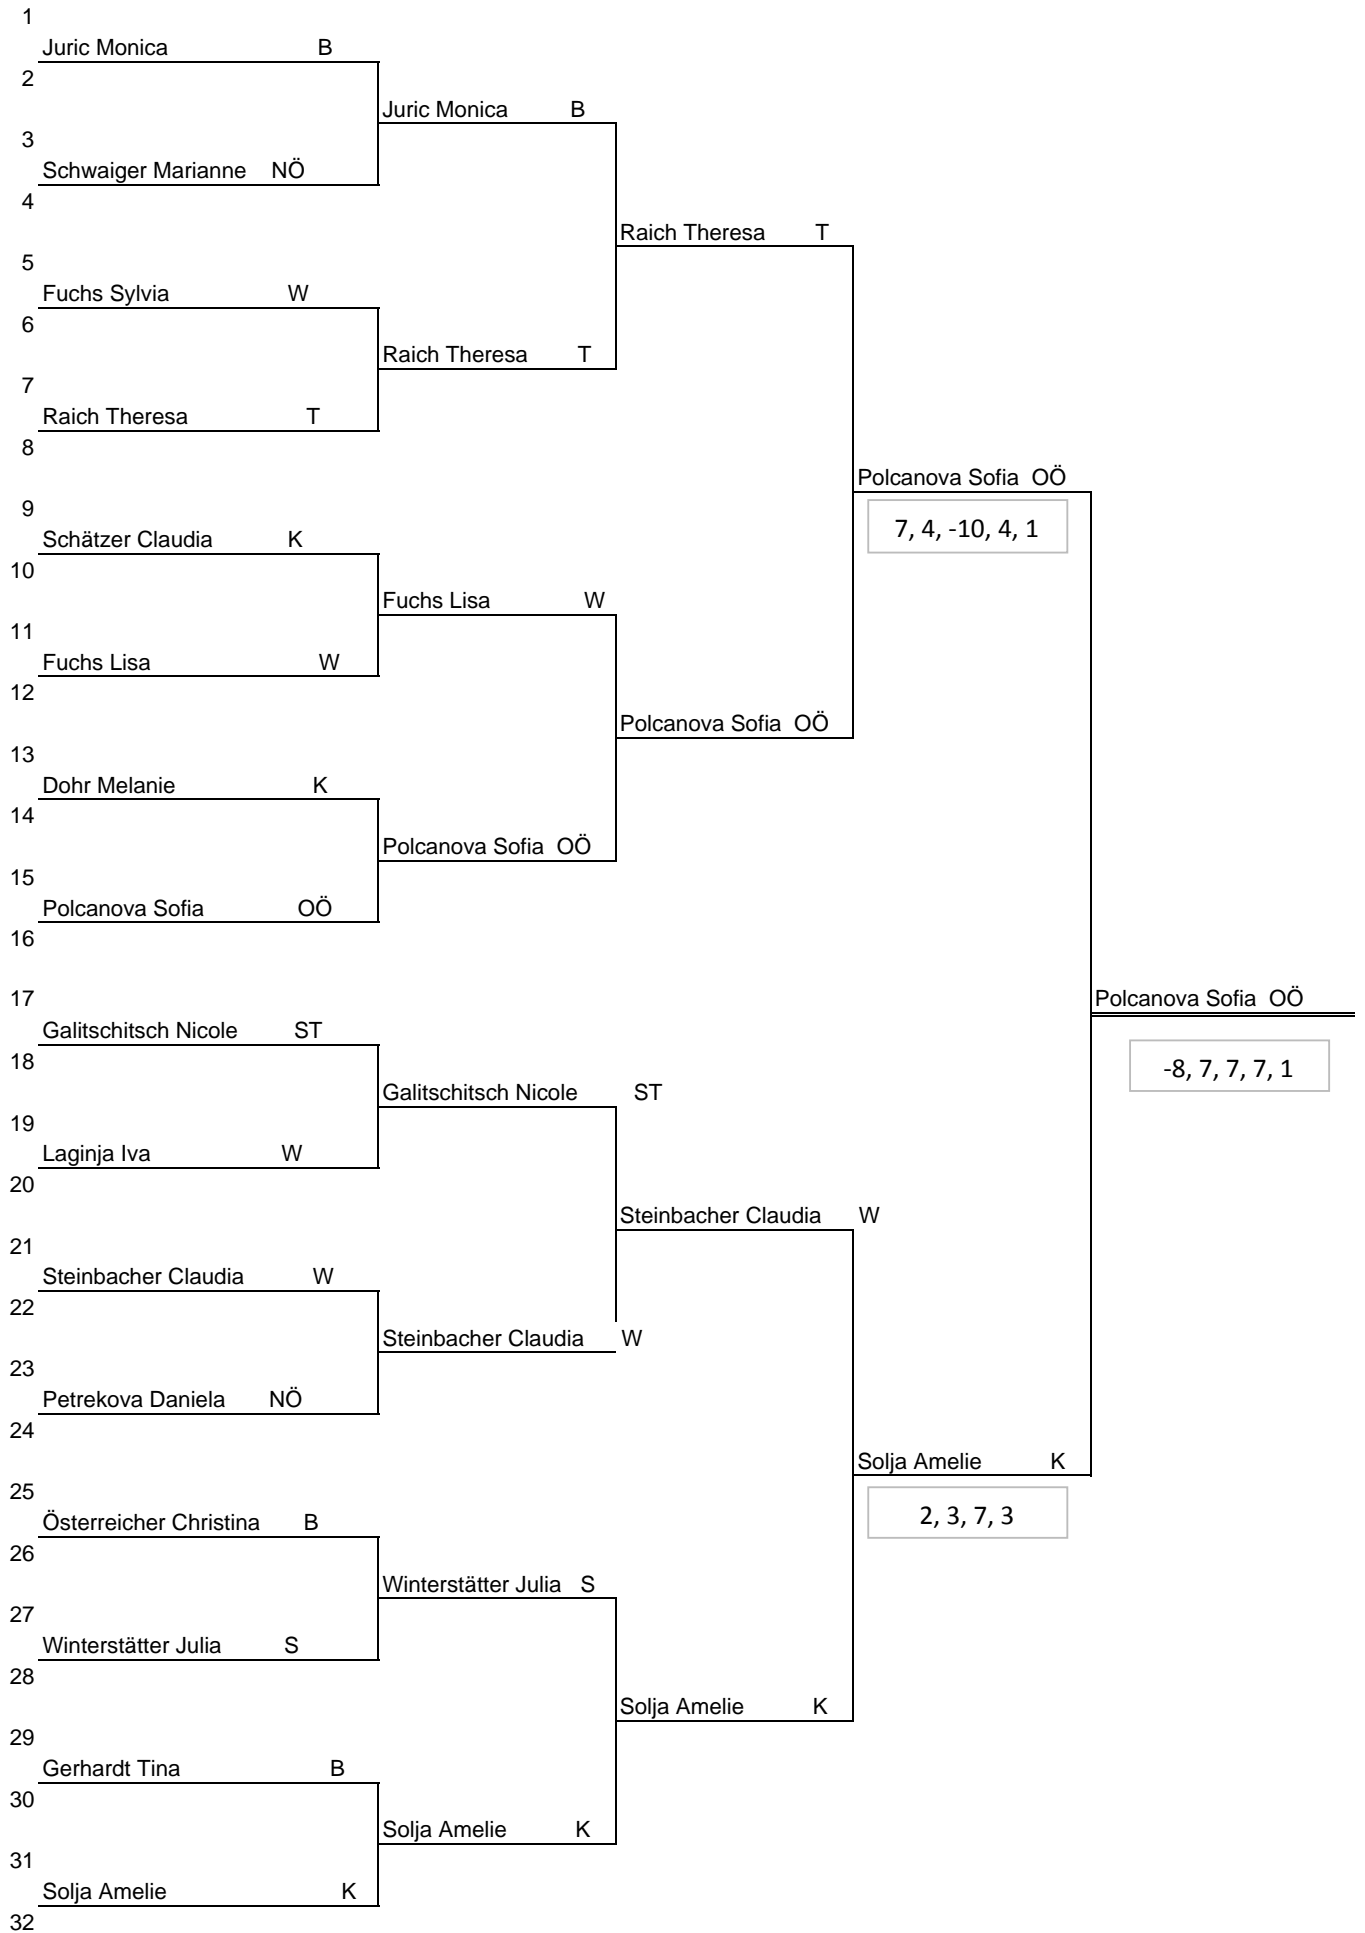 1
Juric Monica B
2
Juric Monica B
3
Schwaiger Marianne NÖ
4
Raich Theresa T
5
Fuchs Sylvia W
6
Raich Theresa T
7
Raich Theresa T
8
Polcanova Sofia OÖ
7, 4, -10, 4, 1
9
Schätzer Claudia K
10
Fuchs Lisa W
11
Fuchs Lisa W
12
Polcanova Sofia OÖ
13
Dohr Melanie K
14
Polcanova Sofia OÖ
15
Polcanova Sofia OÖ
16
17
Polcanova Sofia OÖ
-8, 7, 7, 7, 1
Galitschitsch Nicole ST
18
Galitschitsch Nicole ST
19
Laginja Iva W
20
Steinbacher Claudia W
21
Steinbacher Claudia W
22
Steinbacher Claudia W
23
Petrekova Daniela NÖ
24
Solja Amelie K
2, 3, 7, 3
25
Österreicher Christina B
26
Winterstätter Julia S
27
Winterstätter Julia S
28
Solja Amelie K
29
Gerhardt Tina B
30
Solja Amelie K
31
Solja Amelie K
32